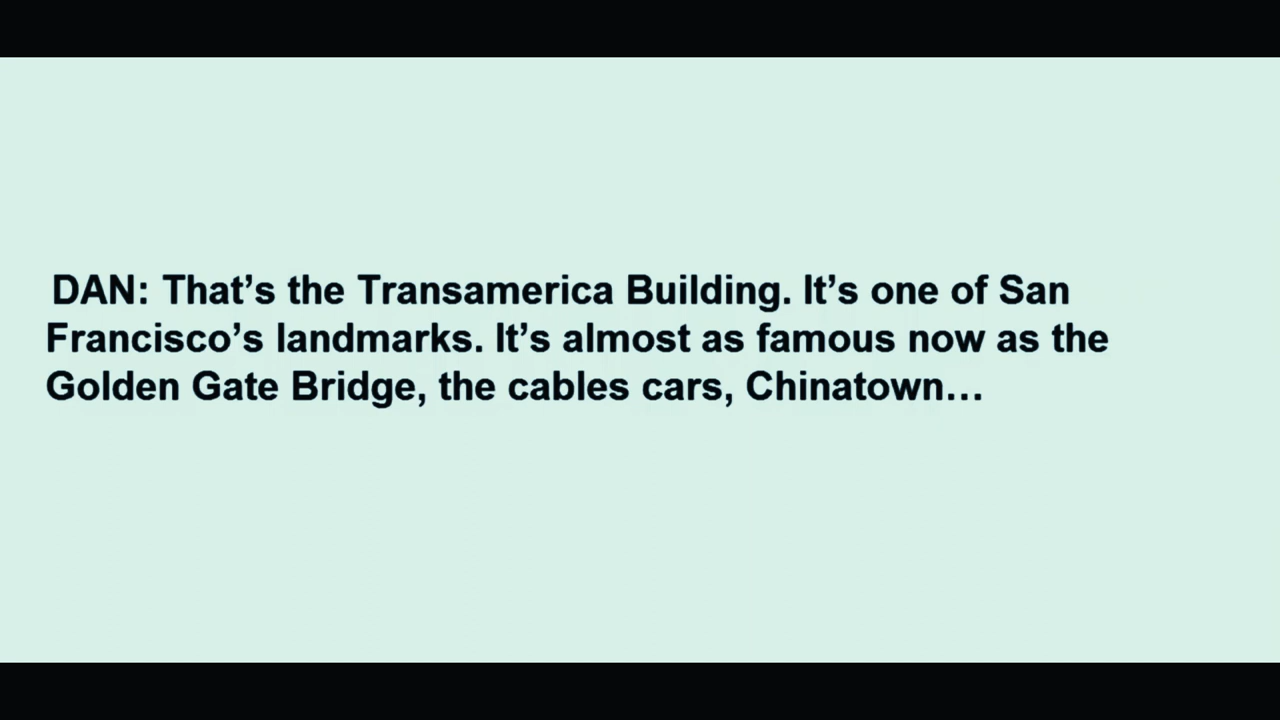 DAN: That’s the Transamerica Building. It’s one of San
Francisco’s landmarks. It’s almost as famous now as the
Golden Gate Bridge, the cables cars, Chinatown…